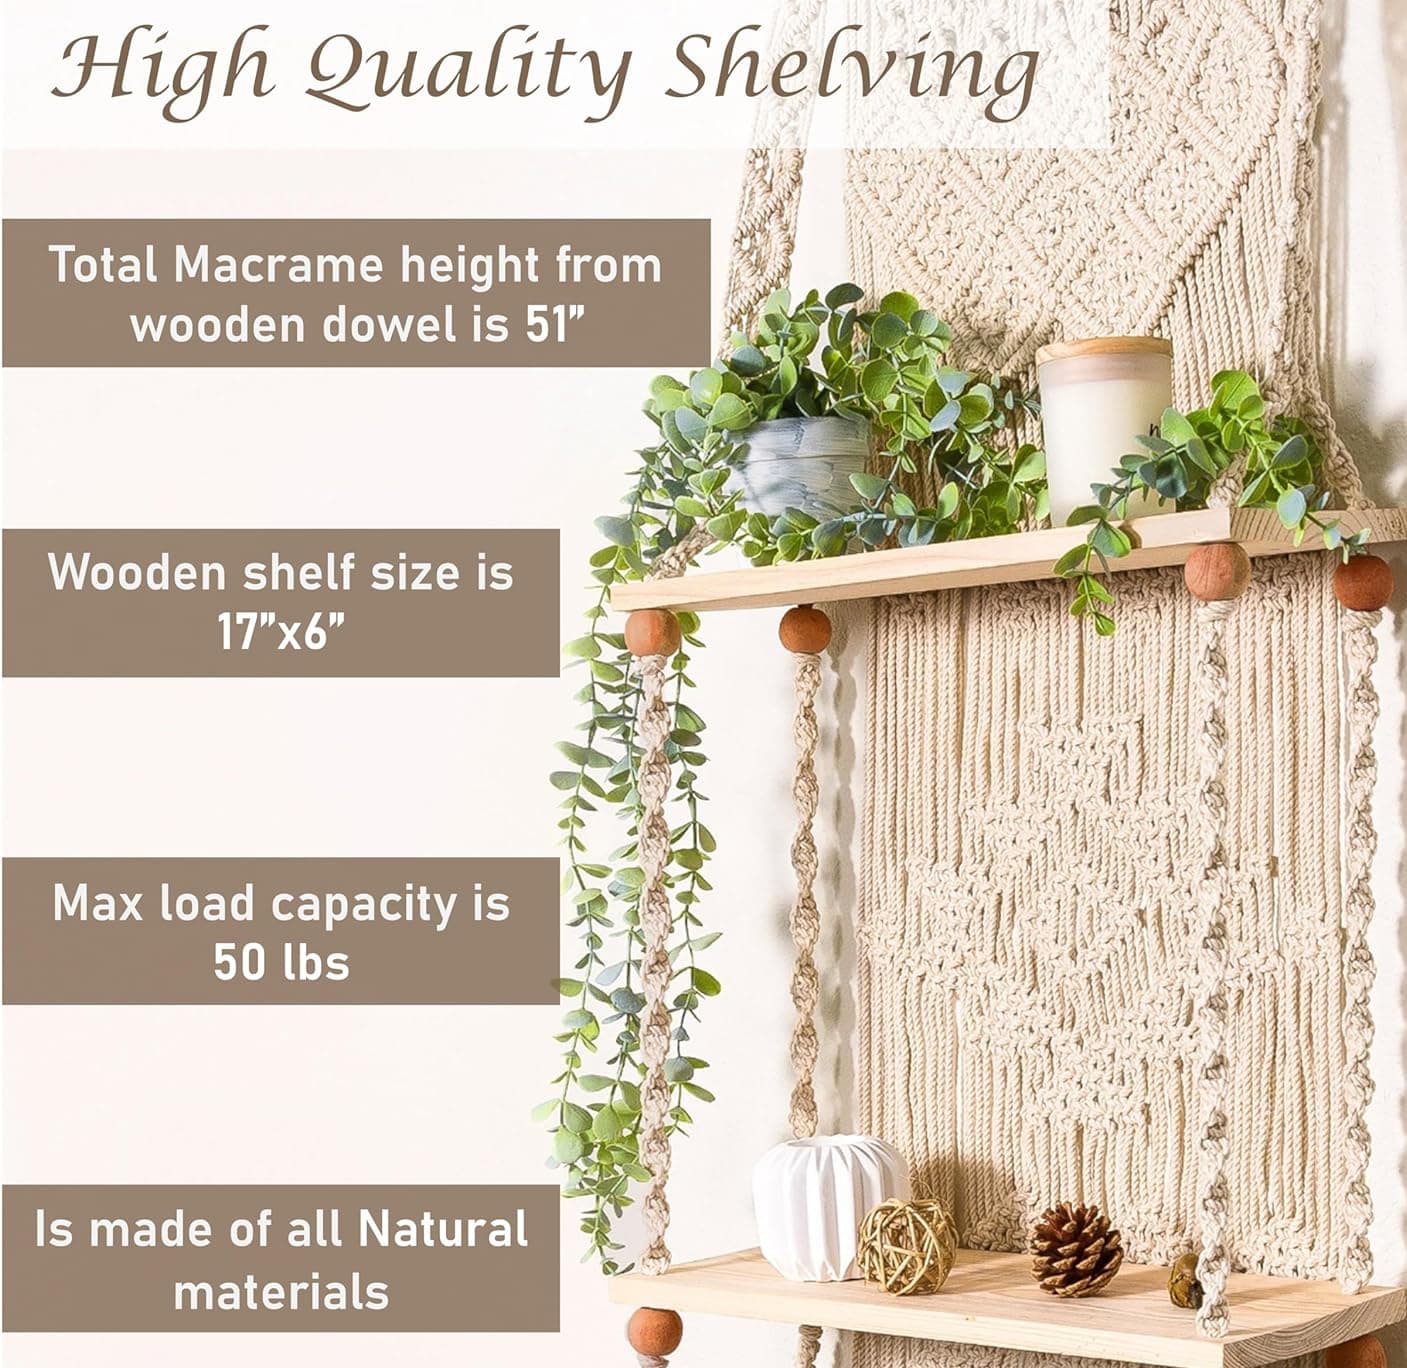 High Quality Shelving
Total Macrame height from
wooden dowel is 51”
Wooden shelf size is
17”x6”
Max load capacity is
50 lbs
Is made of all Natural
materials